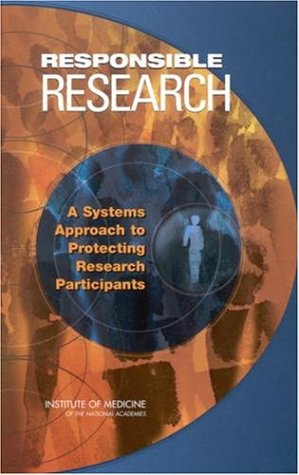 RESPONSIBLE
RESEARCH
A Systems
Approach to
Protecting
Research
Participants
INSTITUTE OF MEDICINE
OF THE NATIONAL ACADEMIES